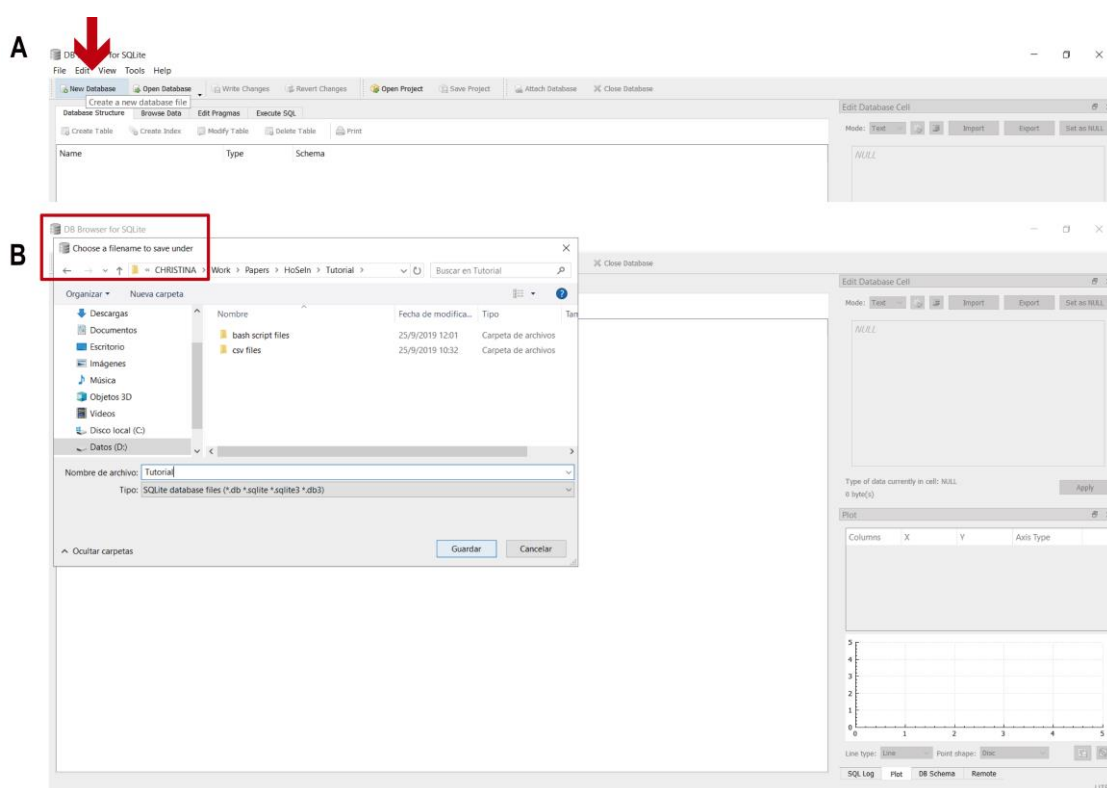 A
DB for SQLite
File Edit View Tools Help
New Database Open Database Write Changes Revert Changes Open Project Save Project Attach Database Close Database
Create a new database file
Database Structure Browse Data Edit Pragmas Execute SQL
Create Table Create Index Modify Table Delete Table Print
Name Type Schema
Edit Database Cell
Mode: Text Import Export Set as NULL
NULL
B
DB Browser for SQLite
Choose a filename to save under
« CHRISTINA > Work > Papers > HoSeIn > Tutorial > Buscar en Tutorial
Close Database
Organizar Nueva carpeta
Descargas
Documentos
Escritorio
Imágenes
Música
Objetos 3D
Videos
Disco local (C:)
Datos (D:)
Nombre Fecha de modifica... Tipo Tan
bash script files 25/9/2019 12:01 Carpeta de archivos
csv files 25/9/2019 10:32 Carpeta de archivos
Nombre de archivo: Tutorial
Tipo: SQLite database files (*.db *.sqlite *.sqlite3 *.db3)
Ocultar carpetas Guardar Cancelar
Edit Database Cell
Mode: Text Import Export Set as NULL
NULL
Type of data currently in cell: NULL
0 byte(s)
Apply
Plot
Columns X Y Axis Type
5
4
3
2
1
0
0 1 2 3 4 5
Line type: Line Point shape: Disc
SQL Log Plot DB Schema Remote